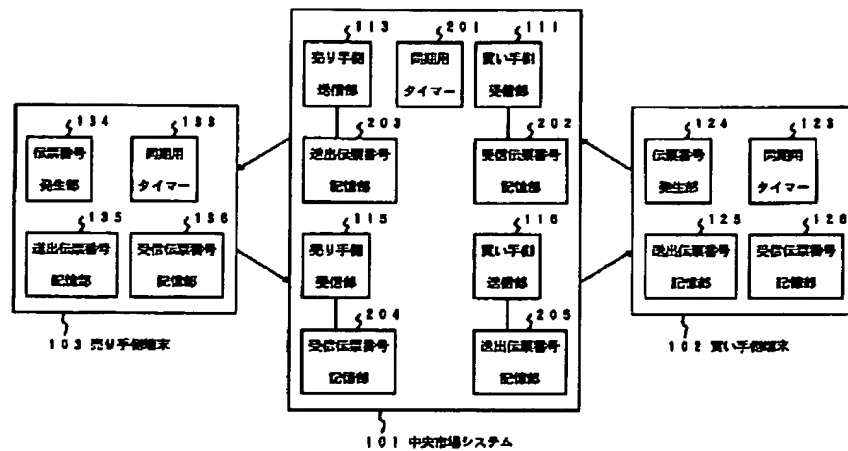 113
売り手側
送信部
201
同期用
タイマー
111
買い手側
受信部
203
送出伝票番号
記憶部
202
受信伝票番号
記憶部
115
売り手側
受信部
116
買い手側
送信部
204
受信伝票番号
記憶部
205
送出伝票番号
記憶部
101 中央市場システム
134
伝票番号
発生部
133
同期用
タイマー
135
送出伝票番号
記憶部
136
受信伝票番号
記憶部
103 売り手側端末
124
伝票番号
発生部
123
同期用
タイマー
125
送出伝票番号
記憶部
126
受信伝票番号
記憶部
102 買い手側端末